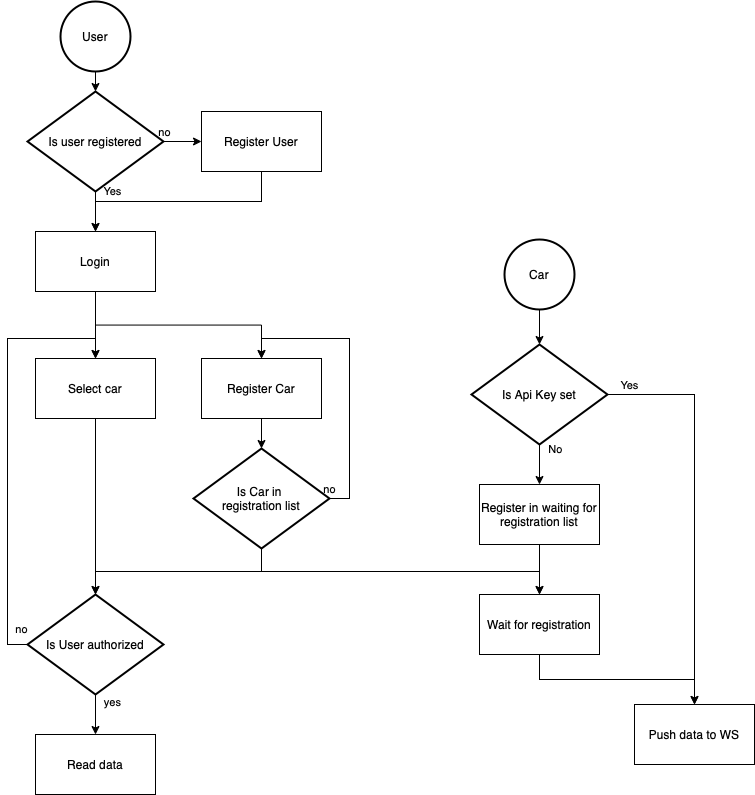 User
Is user registered
no
Register User
Yes
Login
Car
Select car
Register Car
Is Api Key set
Yes
No
Is Car in
registration list
no
Register in waiting for
registration list
no
Is User authorized
Wait for registration
yes
Read data
Push data to WS